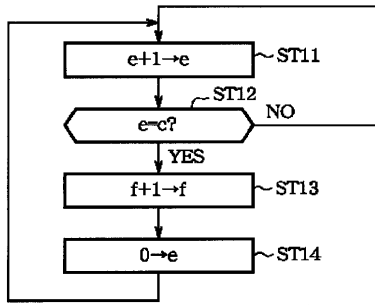 e+1→e
ST11
ST12
e=c?
NO
YES
f+1→f
ST13
0→e
ST14